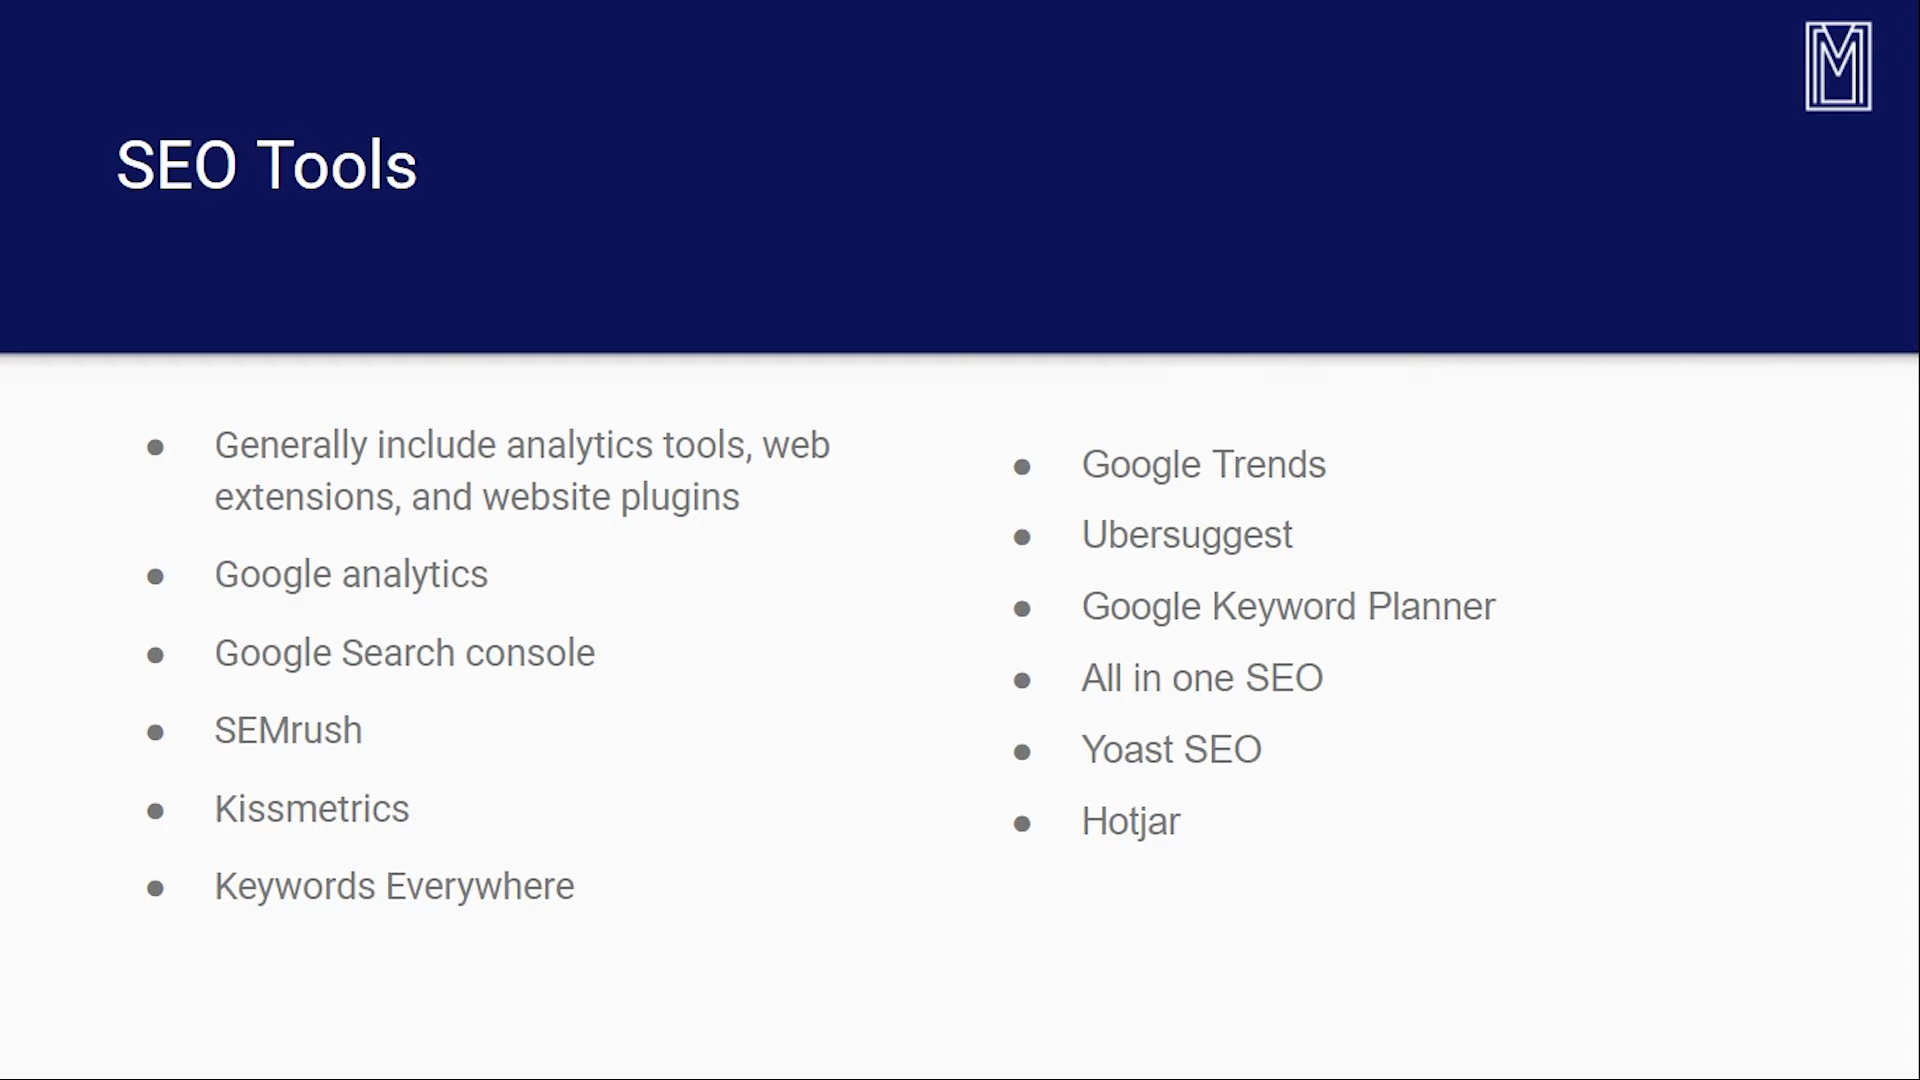 SEO Tools
Generally include analytics tools, web
extensions, and website plugins
Google analytics
Google Search console
SEMrush
Kissmetrics
Keywords Everywhere
Google Trends
Ubersuggest
Google Keyword Planner
All in one SEO
Yoast SEO
Hotjar